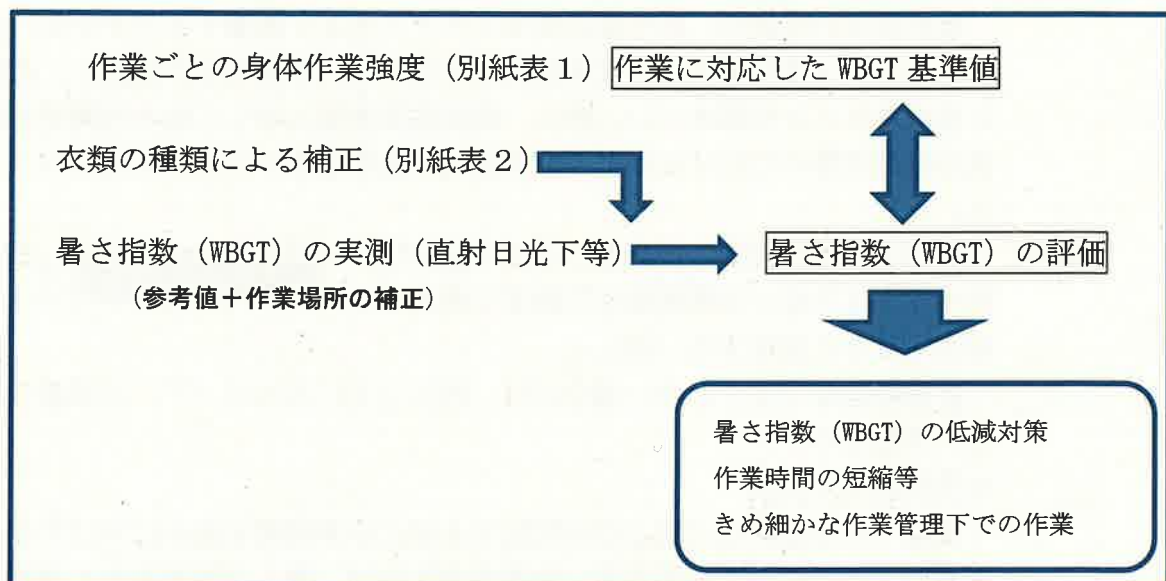 作業ごとの身体作業強度（別紙表１）作業に対応した WBGT 基準値
衣類の種類による補正（別紙表２）
暑さ指数（WBGT）の実測（直射日光下等）
暑さ指数（WBGT）の評価
（参考値＋作業場所の補正）
暑さ指数（WBGT）の低減対策
作業時間の短縮等
きめ細かな作業管理下での作業